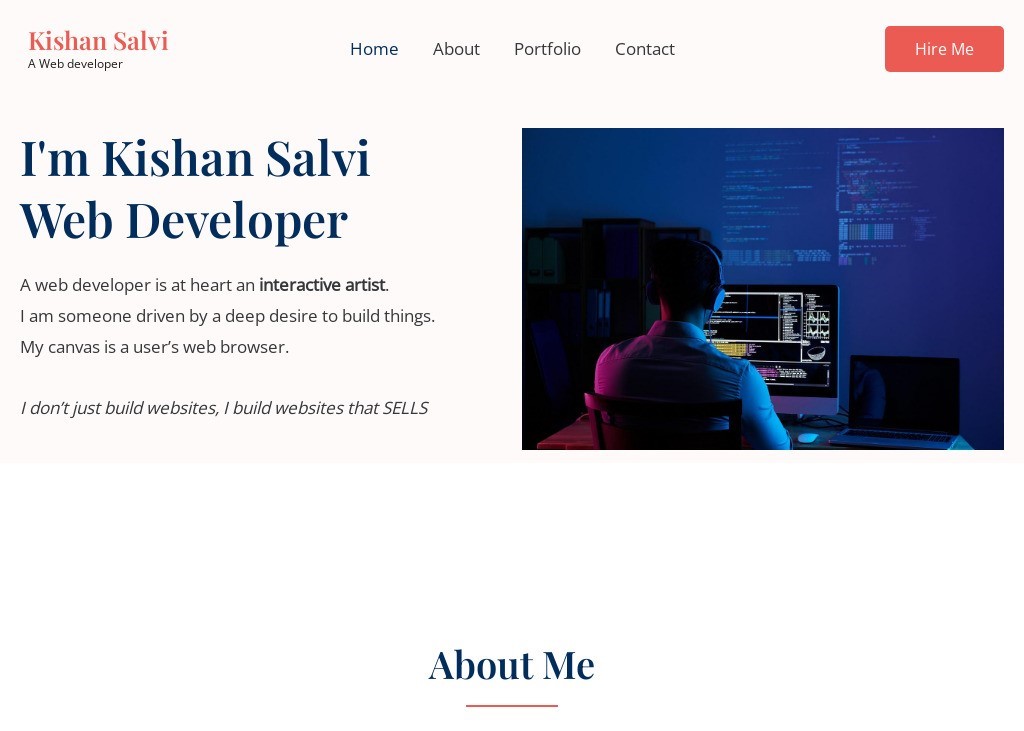 Kishan Salvi
A Web developer
Home
About
Portfolio
Contact
Hire Me
I'm Kishan Salvi
Web Developer
A web developer is at heart an interactive artist.
I am someone driven by a deep desire to build things.
My canvas is a user’s web browser.
I don’t just build websites, I build websites that SELLS
About Me